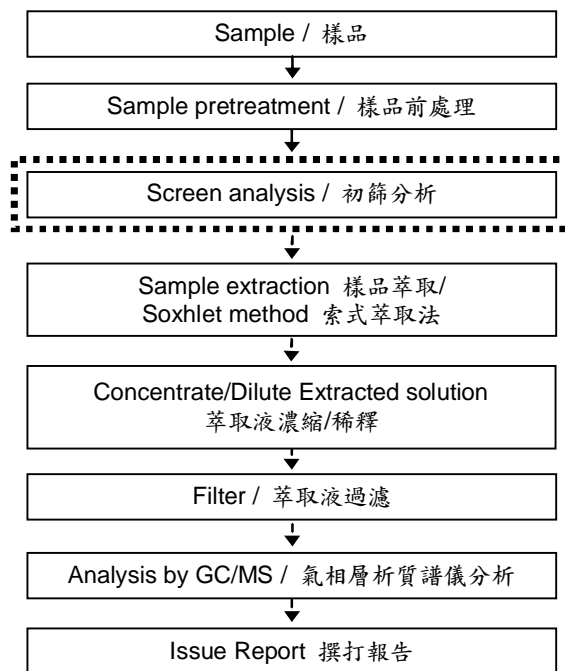 Sample / 樣品
Sample pretreatment / 樣品前處理
Screen analysis / 初篩分析
Sample extraction 樣品萃取/
Soxhlet method 索式萃取法
Concentrate/Dilute Extracted solution
萃取液濃縮/稀釋
Filter / 萃取液過濾
Analysis by GC/MS / 氣相層析質譜儀分析
Issue Report 撰打報告